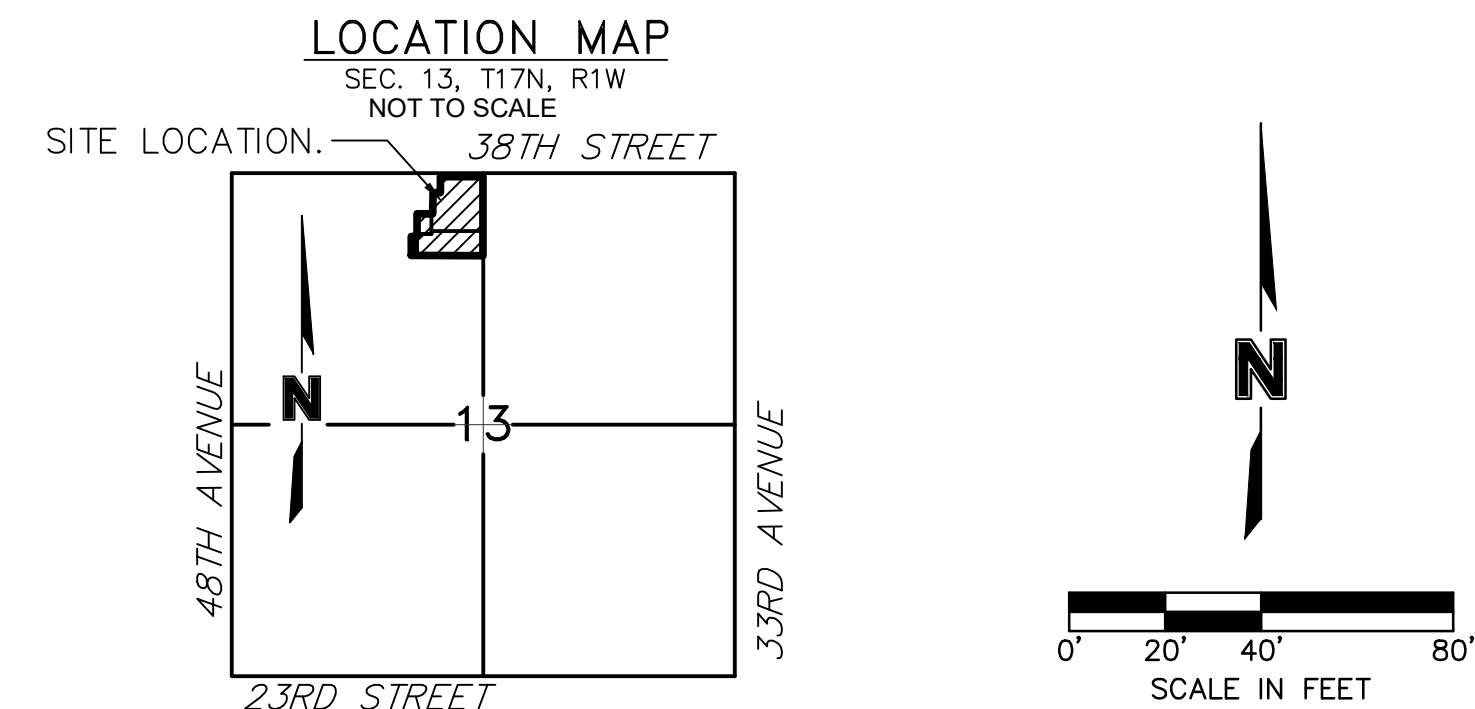 LOCATION MAP
SEC. 13, T17N, R1W
NOT TO SCALE
SITE LOCATION.
38TH STREET
N
48TH AVENUE
13
33RD AVENUE
23RD STREET
N
0' 20' 40' 80'
SCALE IN FEET